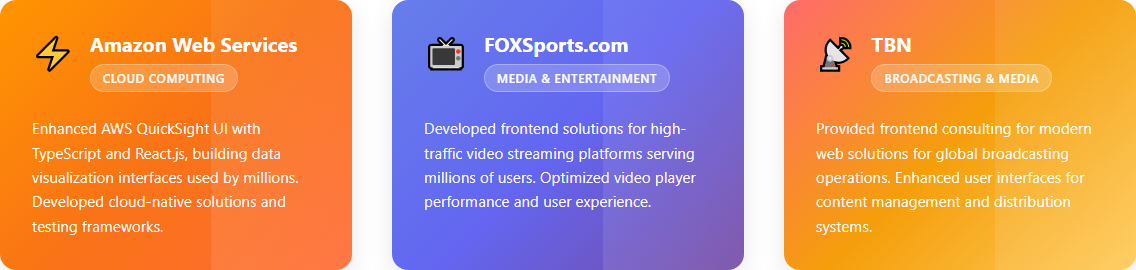 Amazon Web Services
CLOUD COMPUTING
Enhanced AWS QuickSight UI with
TypeScript and React.js, building data
visualization interfaces used by millions.
Developed cloud-native solutions and
testing frameworks.
FOXSports.com
MEDIA & ENTERTAINMENT
Developed frontend solutions for high-
traffic video streaming platforms serving
millions of users. Optimized video player
performance and user experience.
TBN
BROADCASTING & MEDIA
Provided frontend consulting for modern
web solutions for global broadcasting
operations. Enhanced user interfaces for
content management and distribution
systems.